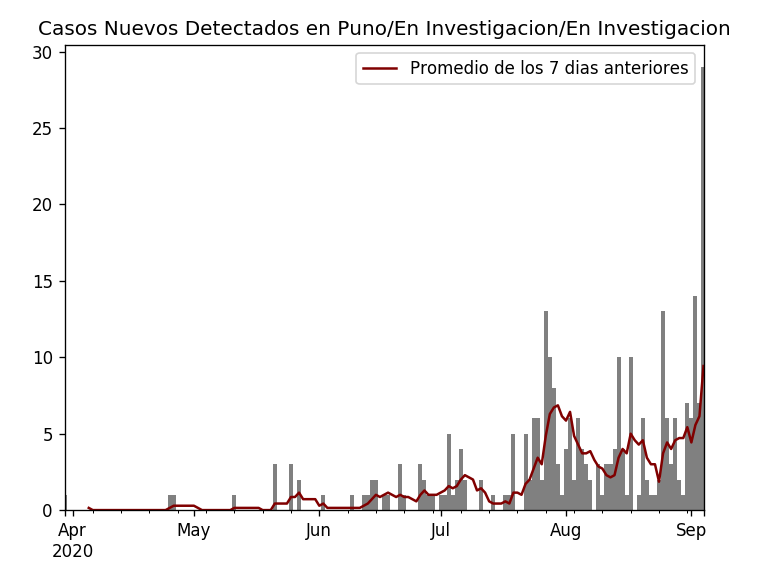 Casos Nuevos Detectados en Puno/En Investigacion/En Investigacion
Promedio de los 7 dias anteriores
30
25
20
15
10
5
0
Apr May Jun Jul Aug Sep
2020